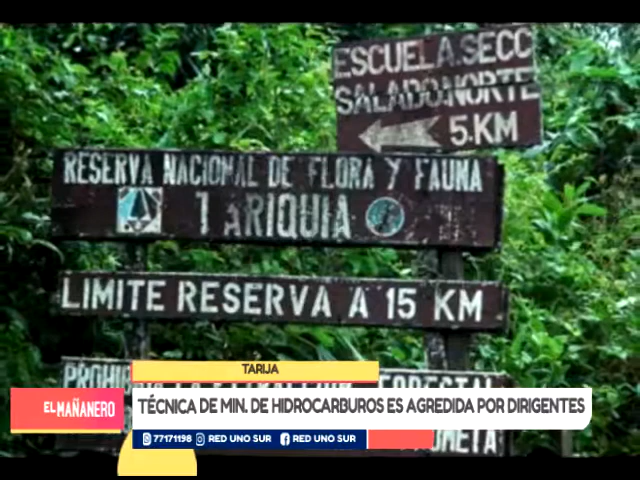 ESCUELA.SECC
SALADO.NORTE
5.KM
RESERVA NACIONAL DE FLORA Y FAUNA
TARIQUIA
LIMITE RESERVA A 15 KM
TARIJA
EL MAÑANERO
TÉCNICA DE MIN. DE HIDROCARBUROS ES AGREDIDA POR DIRIGENTES
77171198 RED UNO SUR RED UNO SUR